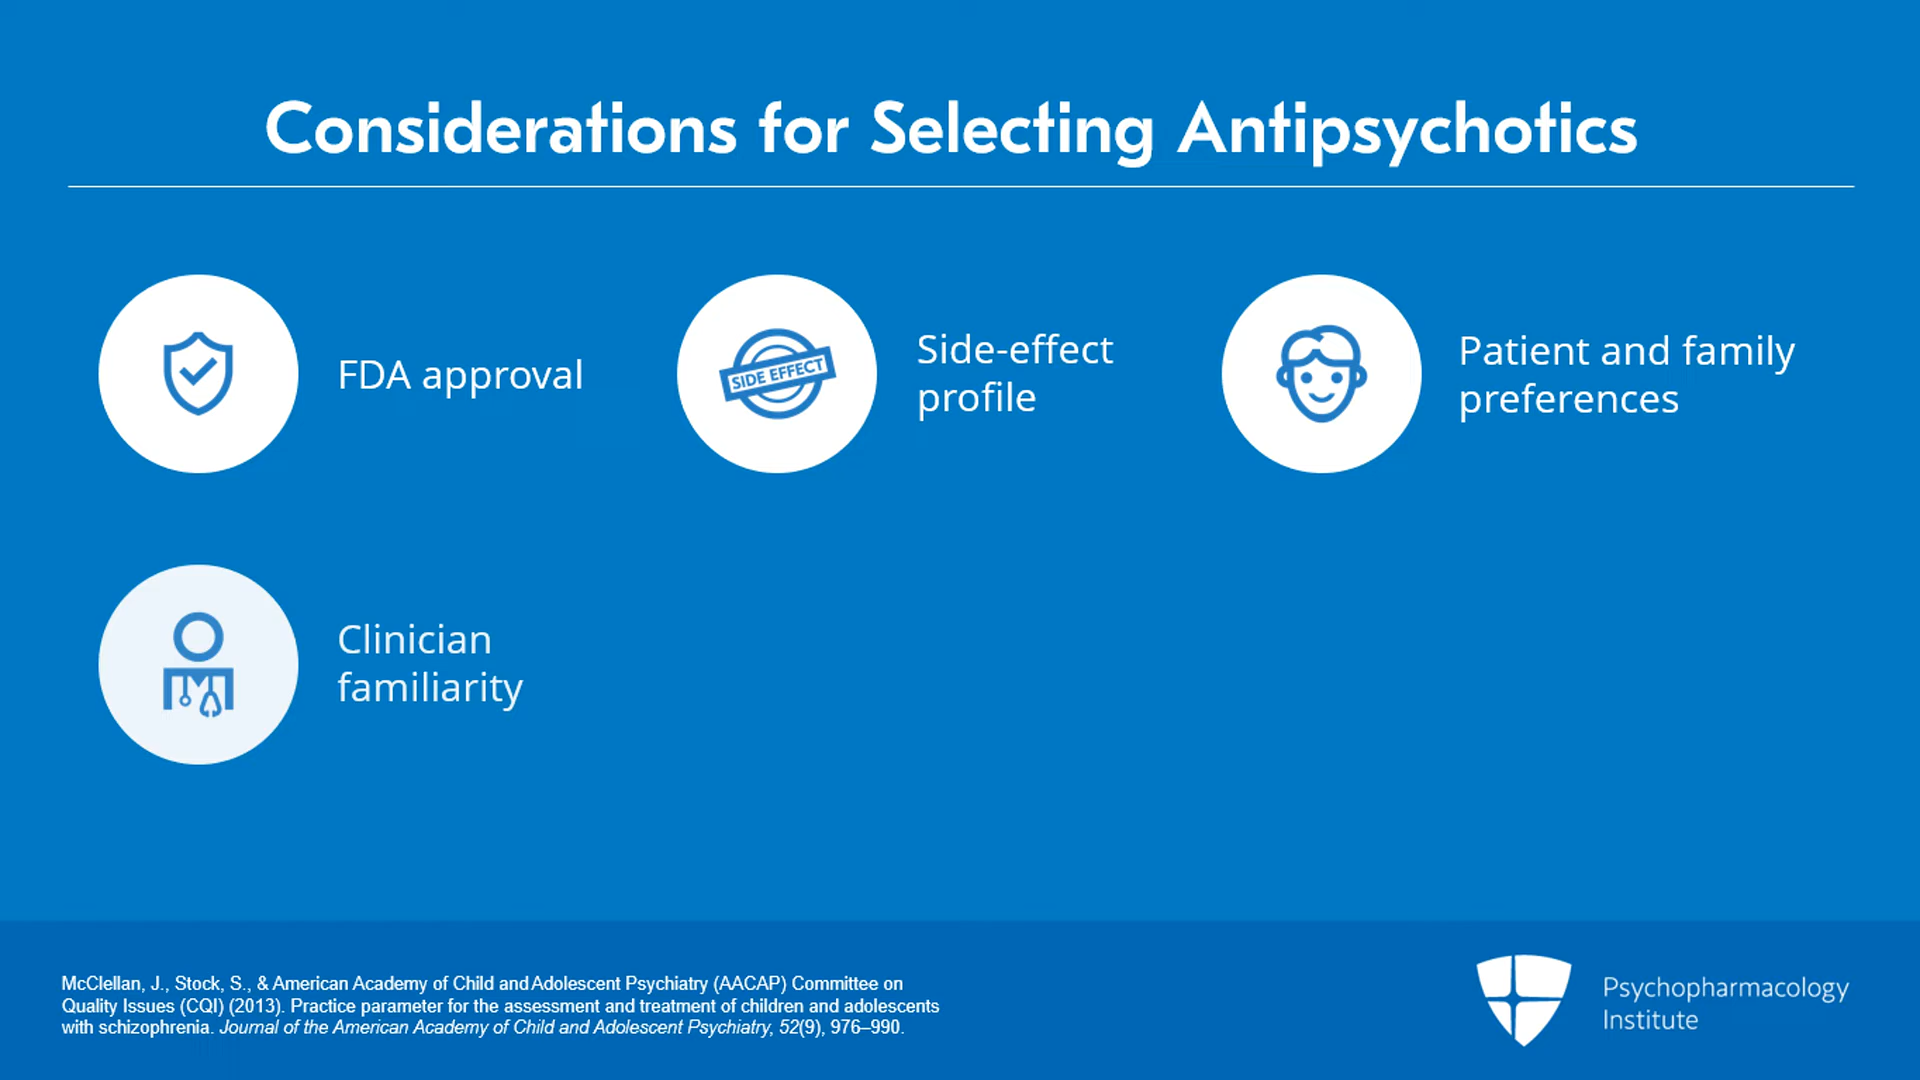 Considerations for Selecting Antipsychotics
FDA approval
SIDE EFFECT
Side-effect
profile
Patient and family
preferences
Clinician
familiarity
McClellan, J., Stock, S., & American Academy of Child and Adolescent Psychiatry (AACAP) Committee on
Quality Issues (CQI) (2013). Practice parameter for the assessment and treatment of children and adolescents
with schizophrenia. Journal of the American Academy of Child and Adolescent Psychiatry, 52(9), 976–990.
Psychopharmacology
Institute